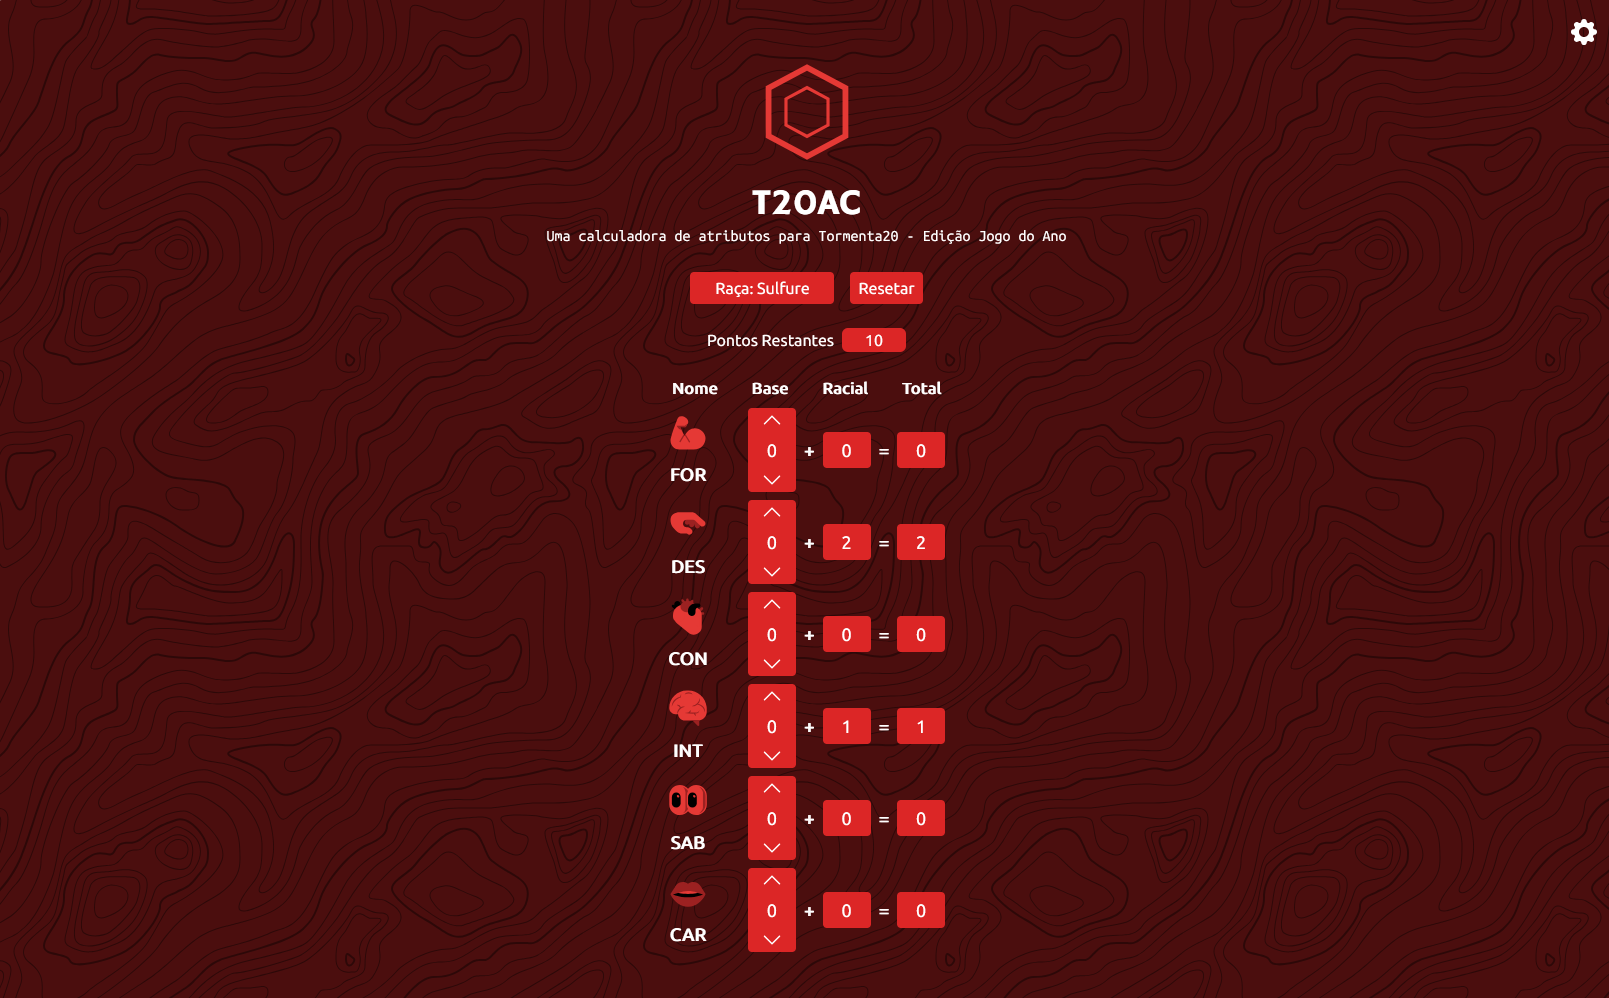 T20AC
Uma calculadora de atributos para Tormenta20 - Edição Jogo do Ano
Raça: Sulfure Resetar
Pontos Restantes 10
Nome Base Racial Total
FOR 0 + 0 = 0
DES 0 + 2 = 2
CON 0 + 0 = 0
INT 0 + 1 = 1
SAB 0 + 0 = 0
CAR 0 + 0 = 0